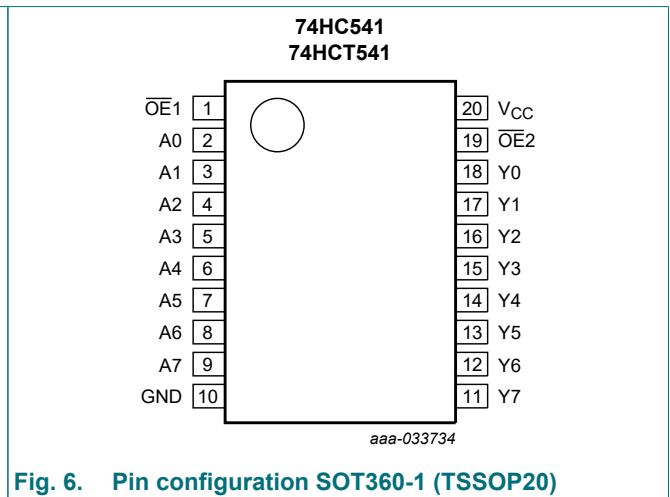 74HC541
74HCT541
O̅E̅1 1 20 VCC
A0 2 19 O̅E̅2
A1 3 18 Y0
A2 4 17 Y1
A3 5 16 Y2
A4 6 15 Y3
A5 7 14 Y4
A6 8 13 Y5
A7 9 12 Y6
GND 10 11 Y7
aaa-033734
Fig. 6. Pin configuration SOT360-1 (TSSOP20)